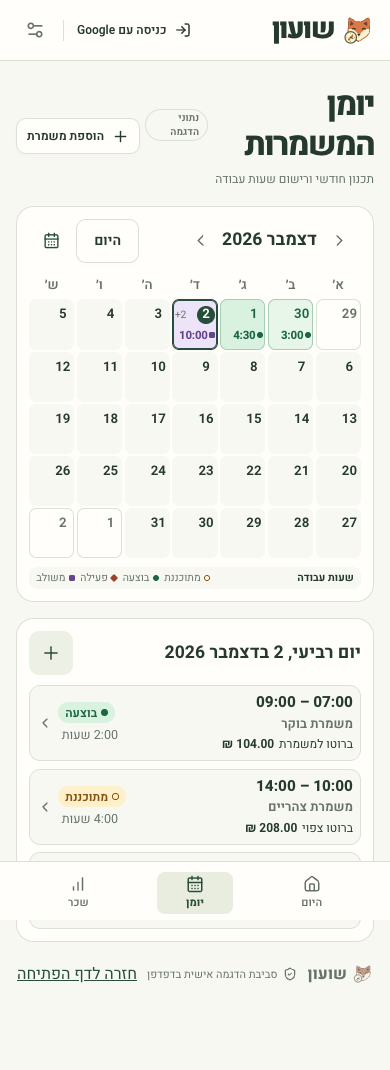 שועון
כניסה עם Google
יומן
המשמרות
נתוני
הדגמה
הוספת משמרת
תכנון חודשי ורישום שעות עבודה
דצמבר 2026
היום
א׳ ב׳ ג׳ ד׳ ה׳ ו׳ ש׳
29 30 1 2 +2 3 4 5
3:00 4:30 10:00
6 7 8 9 10 11 12
13 14 15 16 17 18 19
20 21 22 23 24 25 26
27 28 29 30 31 1 2
שעות עבודה מתוכננת בוצעה פעילה משולב
יום רביעי, 2 בדצמבר 2026
07:00 – 09:00
בוצעה
משמרת בוקר
2:00 שעות
ברוטו למשמרת 104.00 ₪
10:00 – 14:00
מתוכננת
משמרת צהריים
4:00 שעות
ברוטו צפוי 208.00 ₪
היום
יומן
שכר
שועון
סביבת הדגמה אישית בדפדפן
חזרה לדף הפתיחה